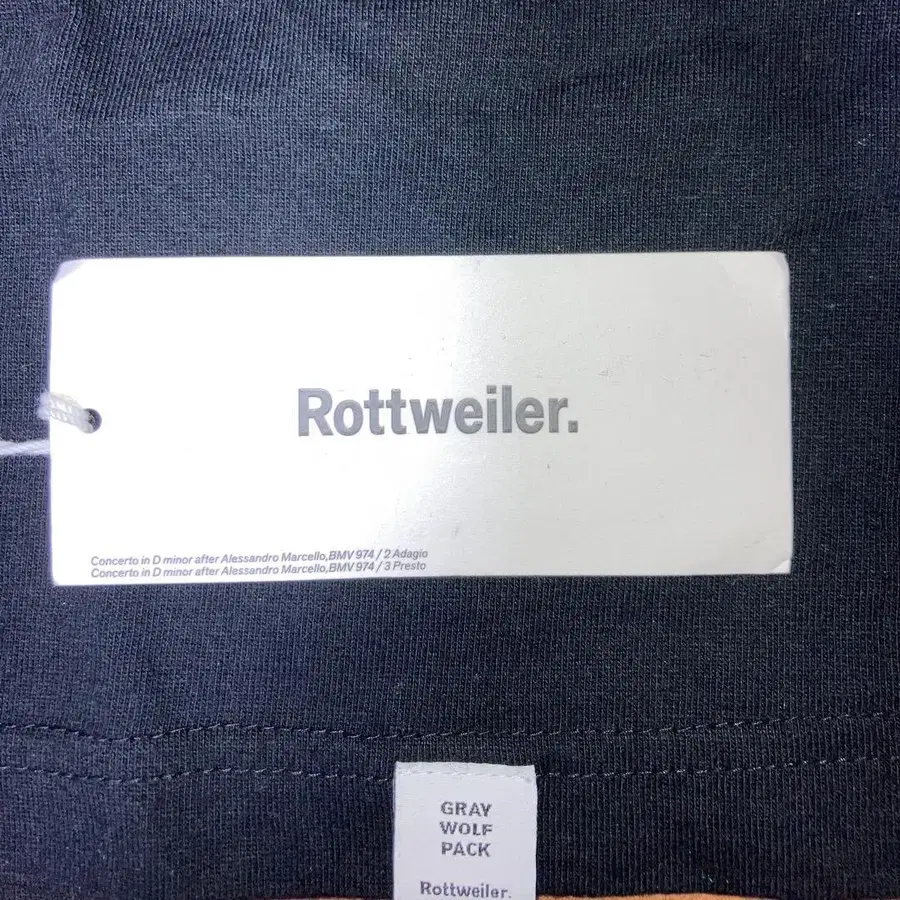 Rottweiler.
Concerto in D minor after Alessandro Marcello,BMV 974 / 2 Adagio
Concerto in D minor after Alessandro Marcello,BMV 974 / 3 Presto
GRAY
WOLF
PACK
Rottweiler.